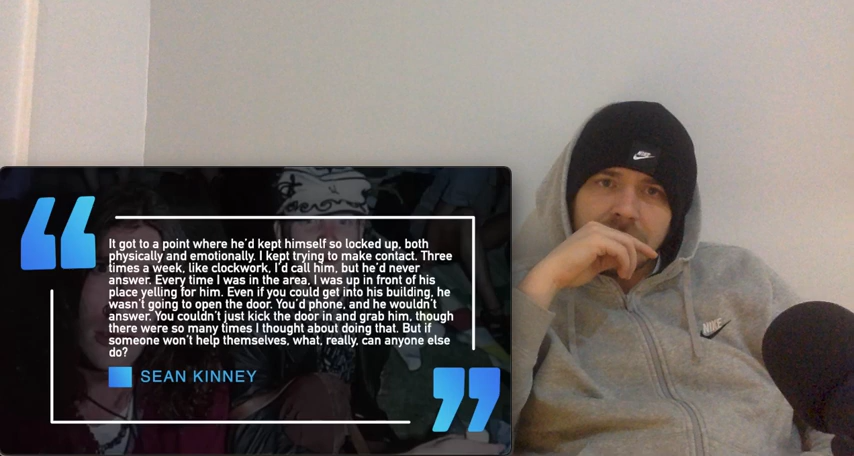 It got to a point where he'd kept himself so locked up, both
physically and emotionally. I kept trying to make contact. Three
times a week, like clockwork, I'd call him, but he'd never
answer. Every time I was in the area, I was up in front of his
place yelling for him. Even if you could get into his building, he
wasn't going to open the door. You'd phone, and he wouldn't
answer. You couldn't just kick the door in and grab him, though
there were so many times I thought about doing that. But if
someone won't help themselves, what, really, can anyone else
do?
SEAN KINNEY
NIKE
NIKE